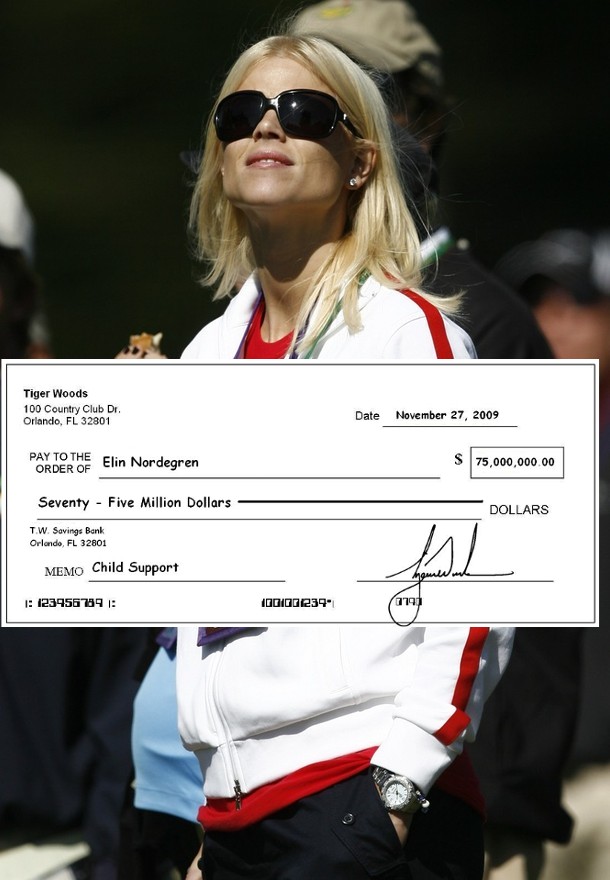 Tiger Woods
100 Country Club Dr.
Orlando, FL 32801
Date November 27, 2009
PAY TO THE
ORDER OF Elin Nordegren $ 75,000,000.00
Seventy - Five Million Dollars DOLLARS
T.W. Savings Bank
Orlando, FL 32801
MEMO Child Support
|: 123956789 |: 1001001239" 0790